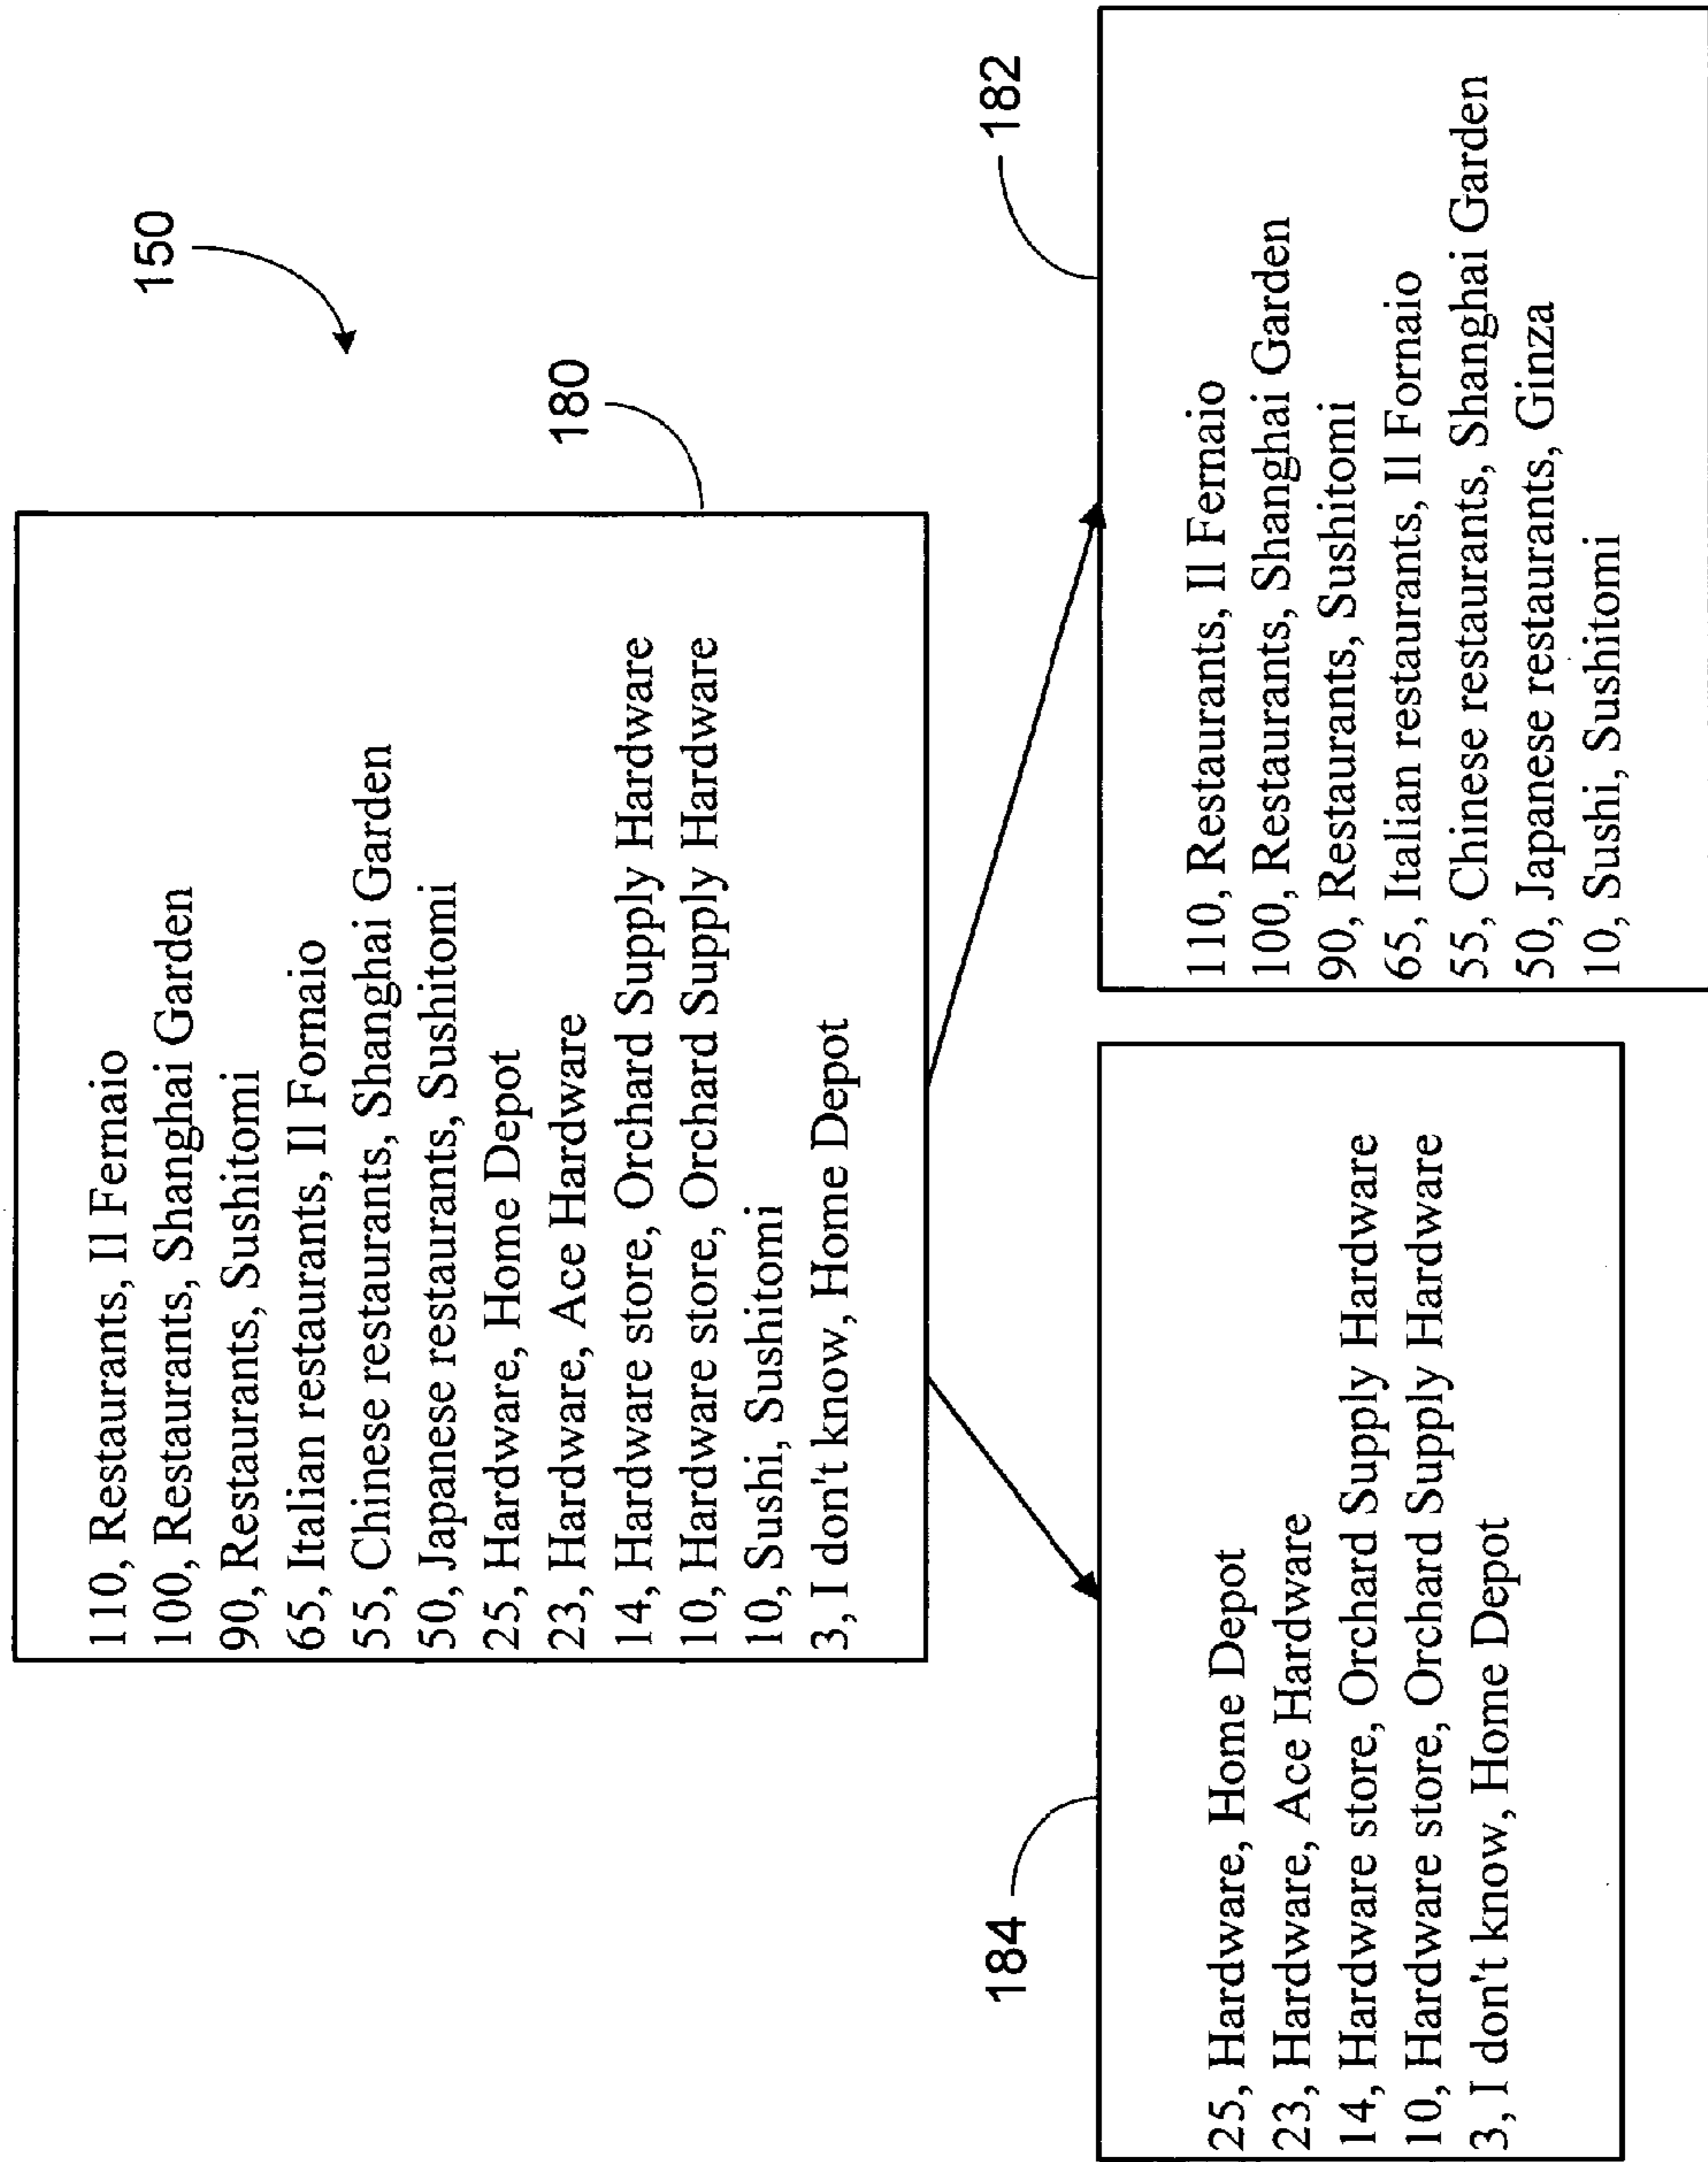 150
180
110, Restaurants, Il Fernaio
100, Restaurants, Shanghai Garden
90, Restaurants, Sushitomi
65, Italian restaurants, Il Fornaio
55, Chinese restaurants, Shanghai Garden
50, Japanese restaurants, Sushitomi
25, Hardware, Home Depot
23, Hardware, Ace Hardware
14, Hardware store, Orchard Supply Hardware
10, Hardware store, Orchard Supply Hardware
10, Sushi, Sushitomi
3, I don't know, Home Depot
184
25, Hardware, Home Depot
23, Hardware, Ace Hardware
14, Hardware store, Orchard Supply Hardware
10, Hardware store, Orchard Supply Hardware
3, I don't know, Home Depot
182
110, Restaurants, Il Fernaio
100, Restaurants, Shanghai Garden
90, Restaurants, Sushitomi
65, Italian restaurants, Il Fornaio
55, Chinese restaurants, Shanghai Garden
50, Japanese restaurants, Ginza
10, Sushi, Sushitomi